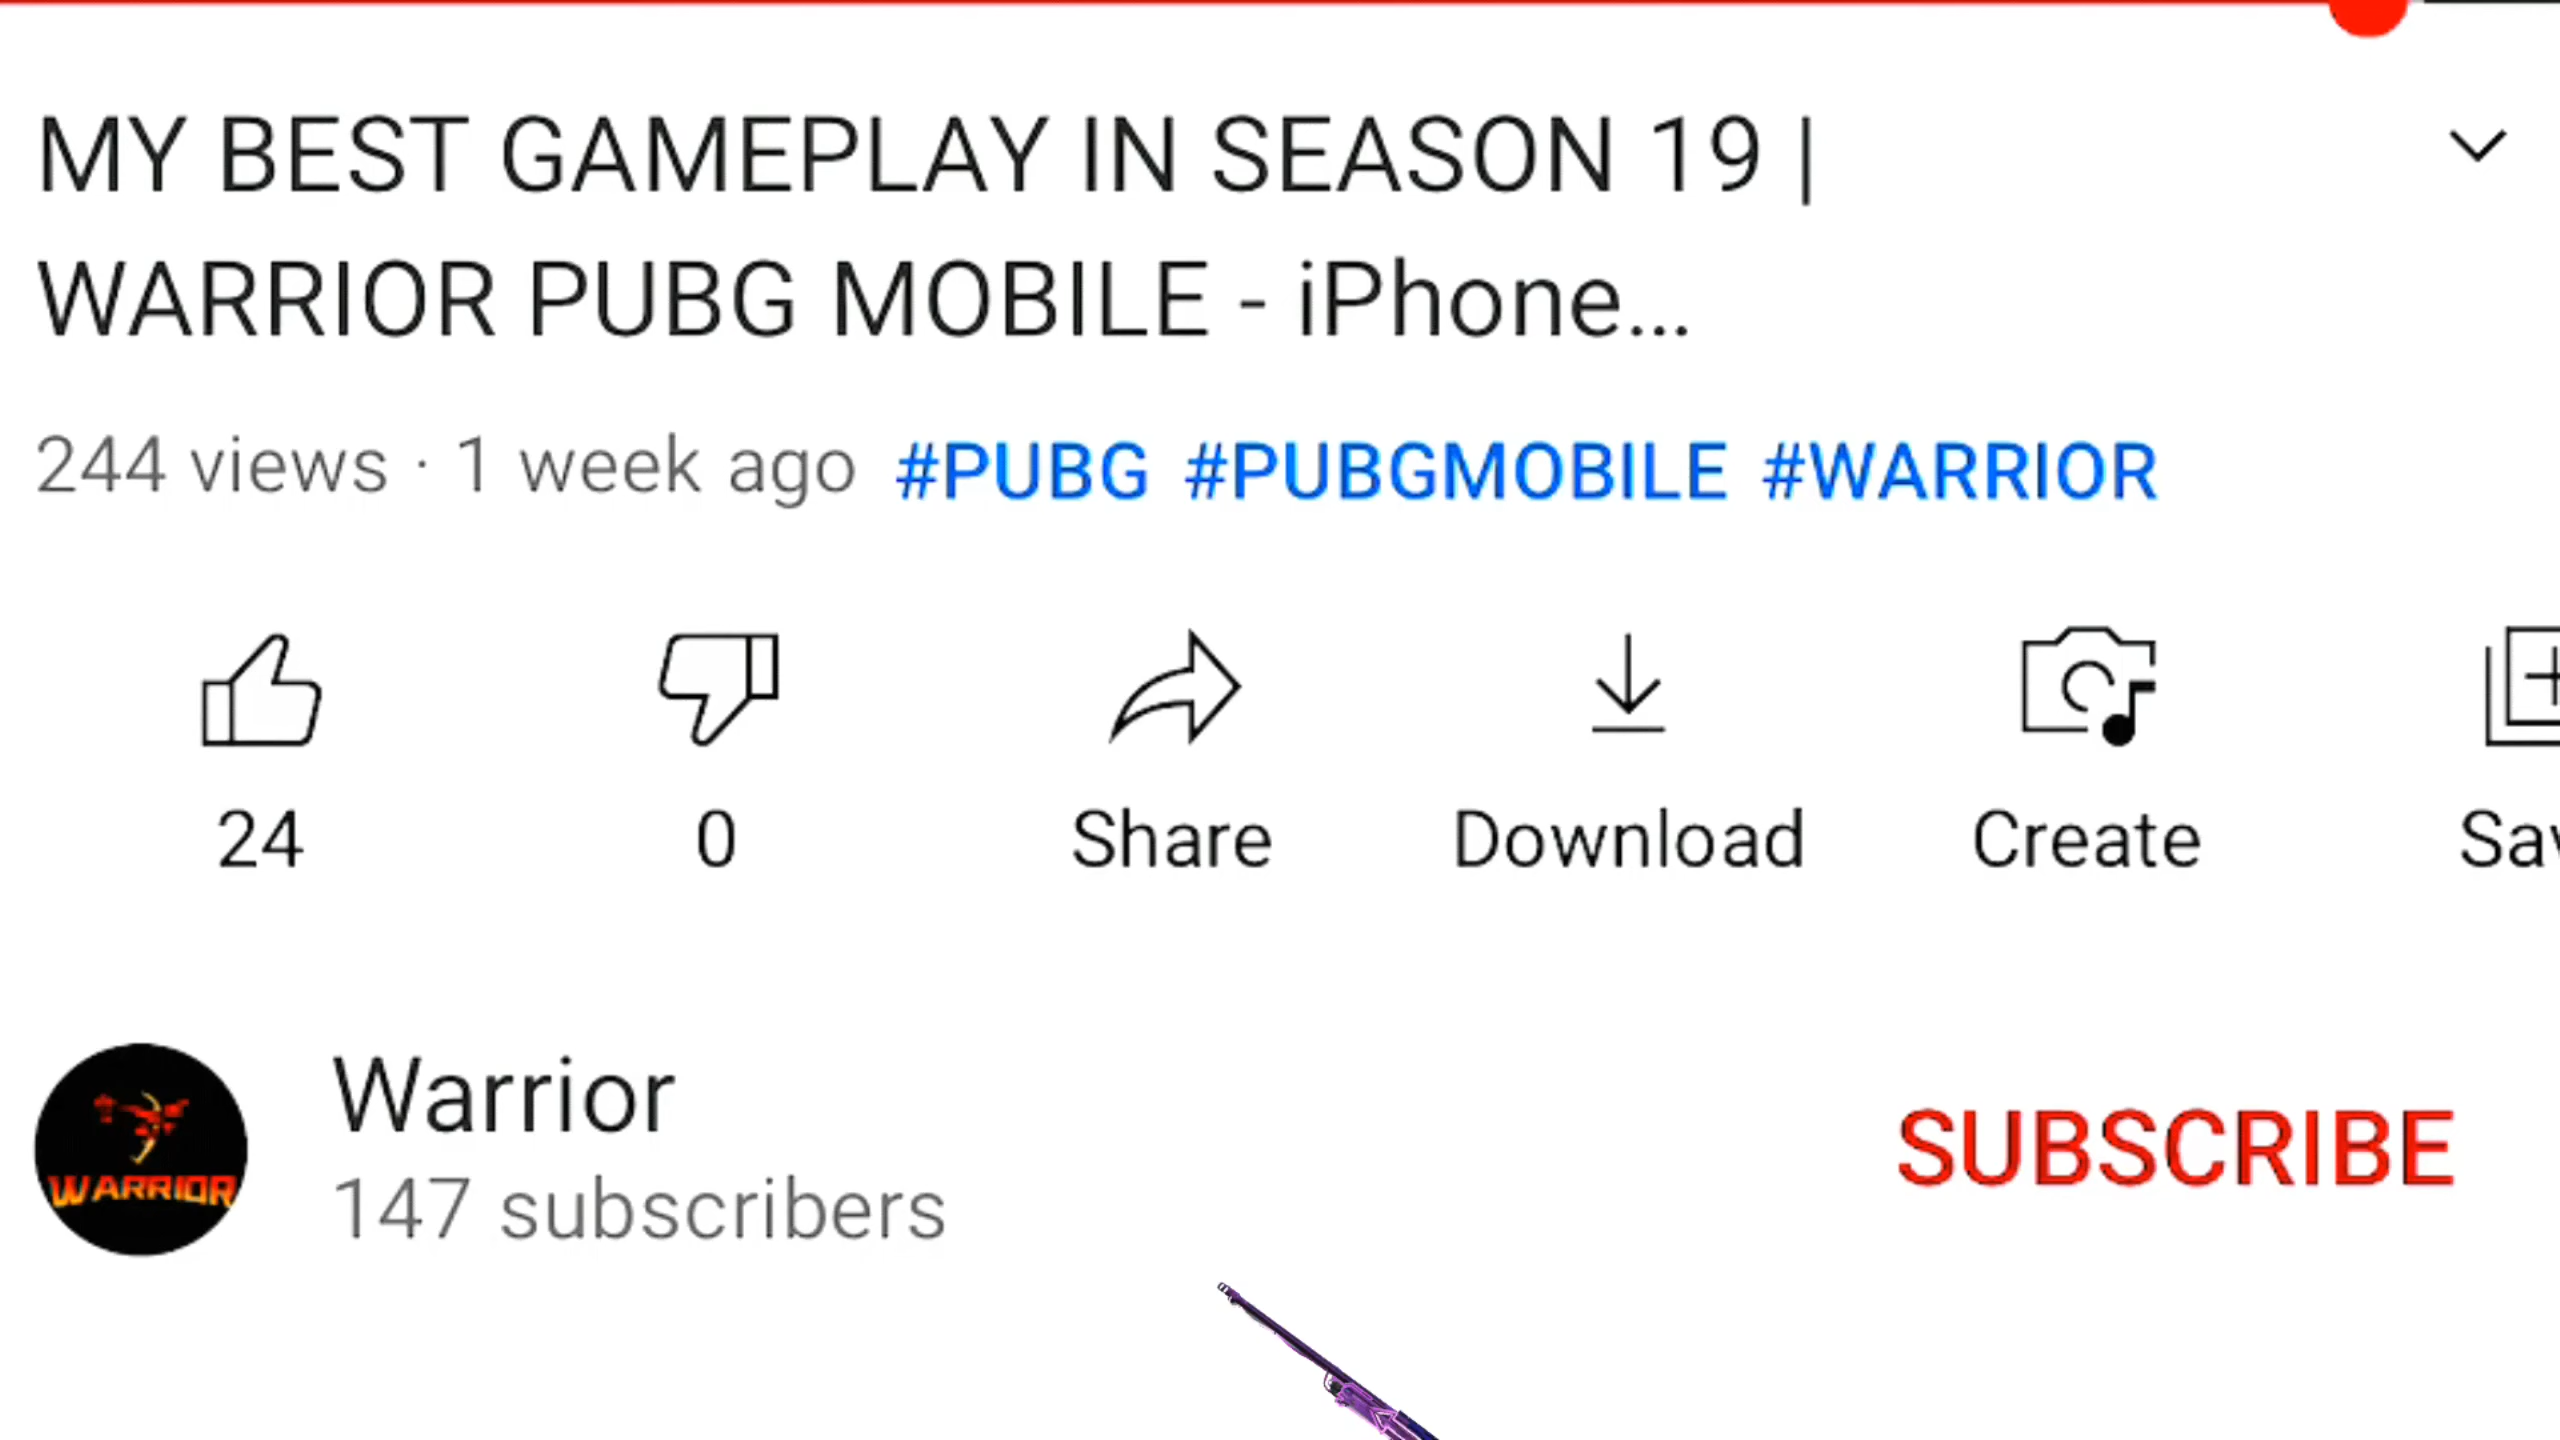 MY BEST GAMEPLAY IN SEASON 19 |
WARRIOR PUBG MOBILE - iPhone...
244 views · 1 week ago #PUBG #PUBGMOBILE #WARRIOR
24 0 Share Download Create Sav
Warrior
WARRIOR
147 subscribers
SUBSCRIBE